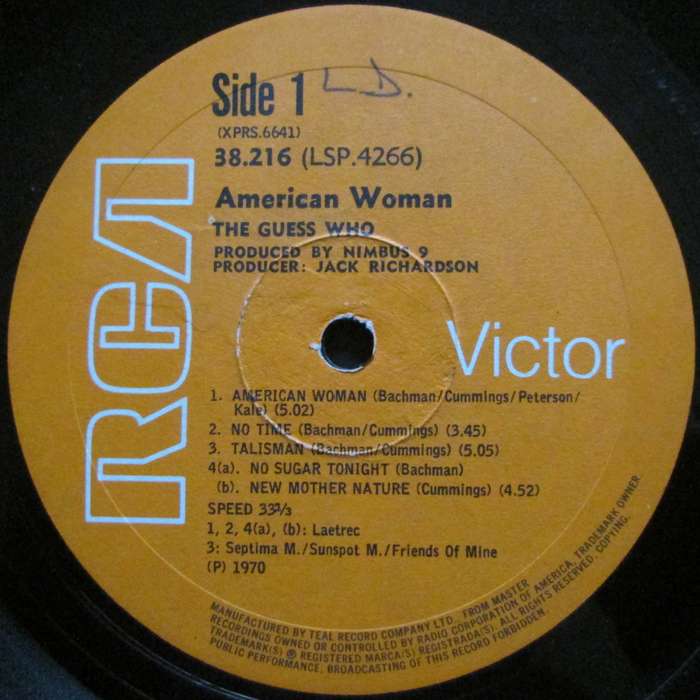 Side 1 L.D.
(XPRS.6641)
38.216 (LSP.4266)
American Woman
THE GUESS WHO
PRODUCED BY NIMBUS 9
PRODUCER: JACK RICHARDSON
RCA
Victor
1. AMERICAN WOMAN (Bachman/Cummings/Peterson/
Kale) (5.02)
2. NO TIME (Bachman/Cummings) (3.45)
3. TALISMAN (Bachman/Cummings) (5.05)
4(a). NO SUGAR TONIGHT (Bachman)
(b). NEW MOTHER NATURE (Cummings) (4.52)
SPEED 33⅓
1, 2, 4(a), (b): Laetrec
3: Septima M./Sunspot M./Friends Of Mine
(P) 1970
MANUFACTURED BY TEAL RECORD COMPANY LTD. FROM MASTER
RECORDINGS OWNED OR CONTROLLED BY RADIO CORPORATION OF AMERICA, TRADEMARK OWNER
TRADEMARK(S) ® REGISTERED MARCA(S) REGISTRADA(S). ALL RIGHTS RESERVED. COPYING,
PUBLIC PERFORMANCE, BROADCASTING OF THIS RECORD FORBIDDEN.